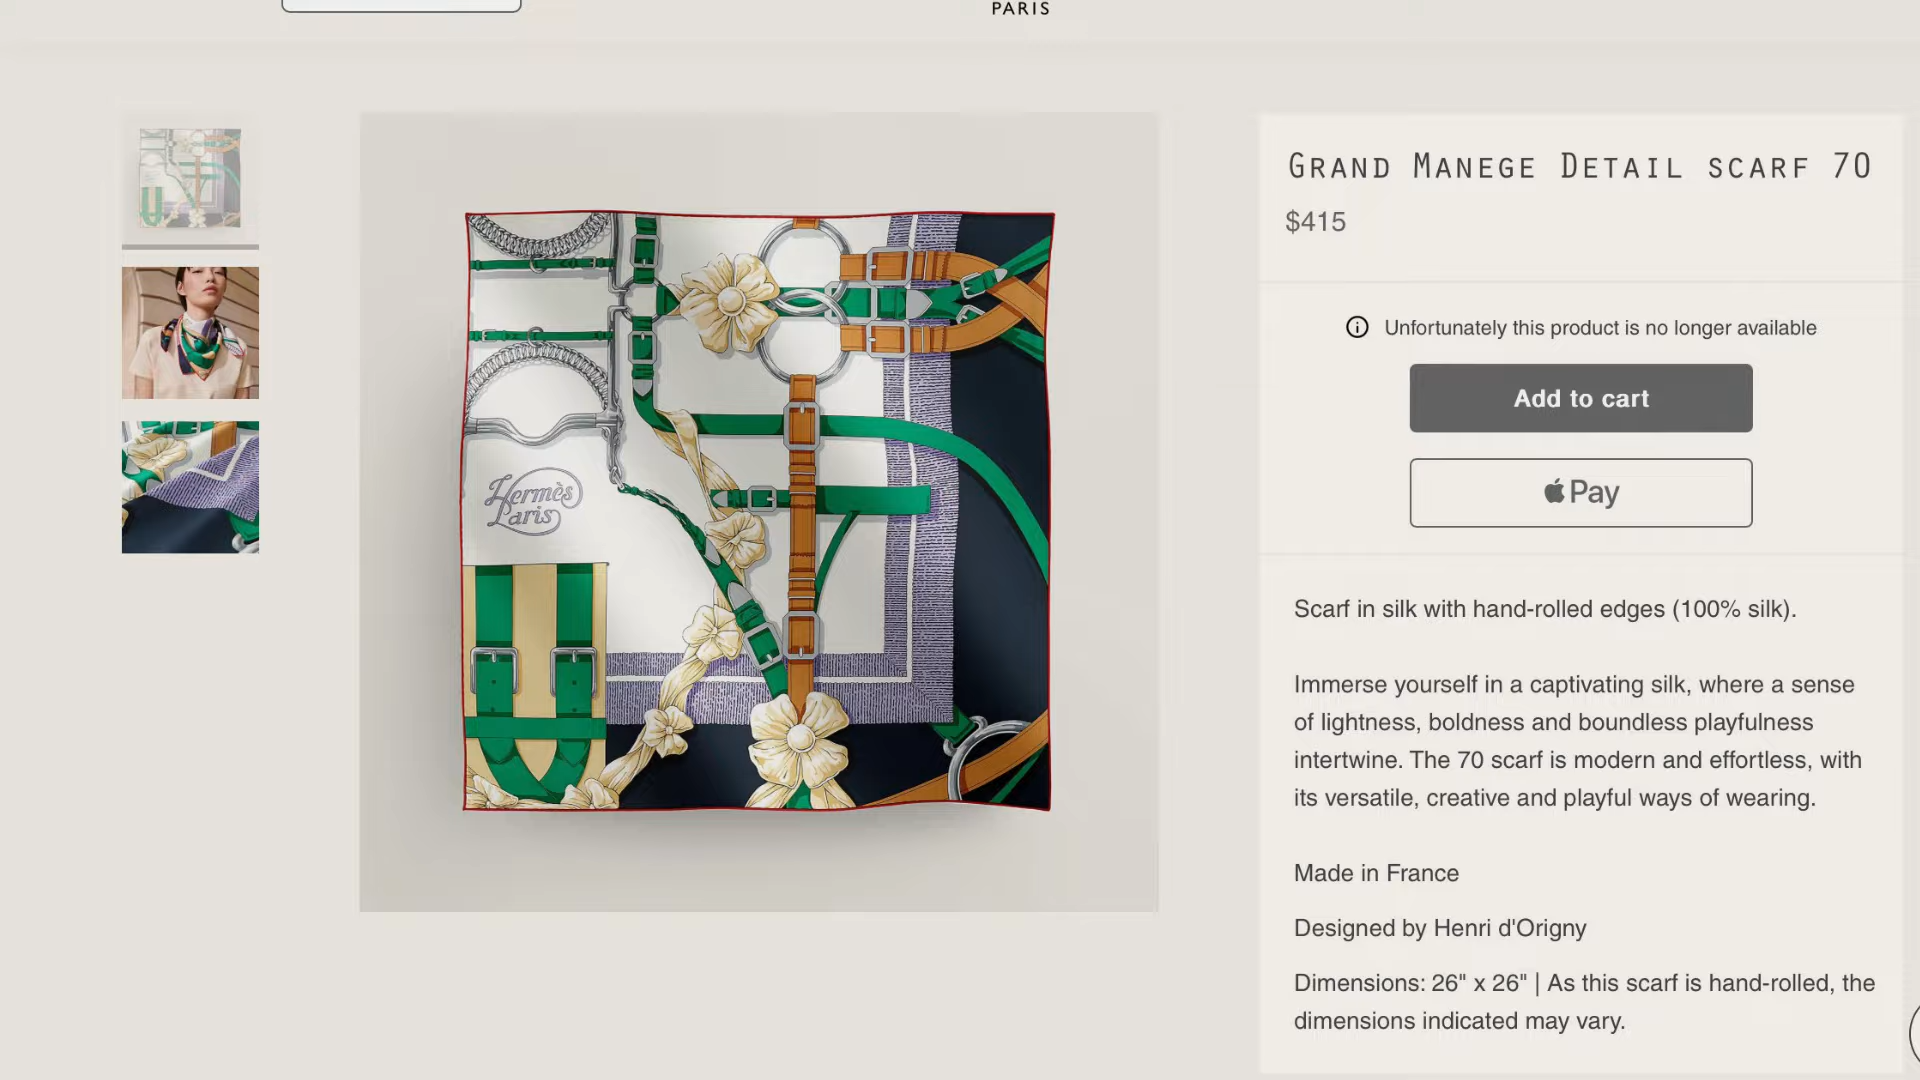 PARIS
GRAND MANEGE DETAIL SCARF 70
$415
Unfortunately this product is no longer available
Add to cart
Pay
Hermès
Paris
Scarf in silk with hand-rolled edges (100% silk).
Immerse yourself in a captivating silk, where a sense
of lightness, boldness and boundless playfulness
intertwine. The 70 scarf is modern and effortless, with
its versatile, creative and playful ways of wearing.
Made in France
Designed by Henri d'Origny
Dimensions: 26" x 26" | As this scarf is hand-rolled, the
dimensions indicated may vary.